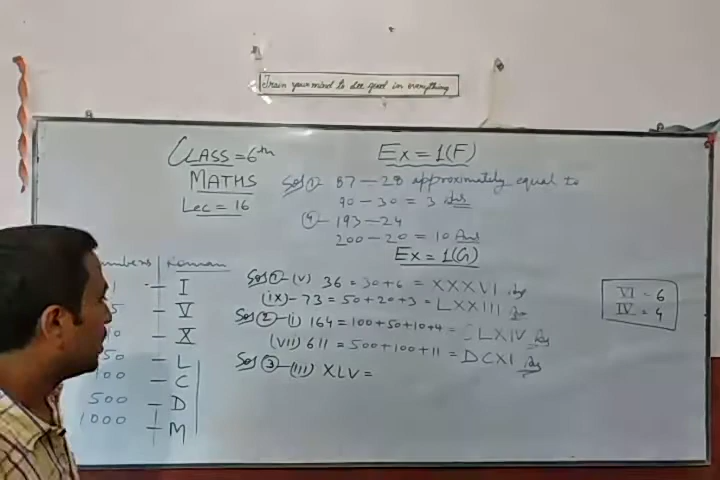 Train your mind to see good in everything
CLASS = 6th
MATHS
Lec = 16
Ex = 1(F)
Sol ① 87 — 28 approximately equal to
90 — 30 = 3 Ans
④ — 193 — 24
200 — 20 = 10 Ans
Ex = 1(G)
Sol ① — (V) 36 = 30 + 6 = XXXVI Ans
(IX) — 73 = 50 + 20 + 3 = LXXIII Ans
Sol ② — (i) 164 = 100 + 50 + 10 + 4 = CLXIV Ans
(VII) 611 = 500 + 100 + 11 = DCXI Ans
Sol ③ — (III) XLV =
Roman
I
V
X
50 — L
100 — C
500 — D
1000 — M
VI = 6
IV = 4